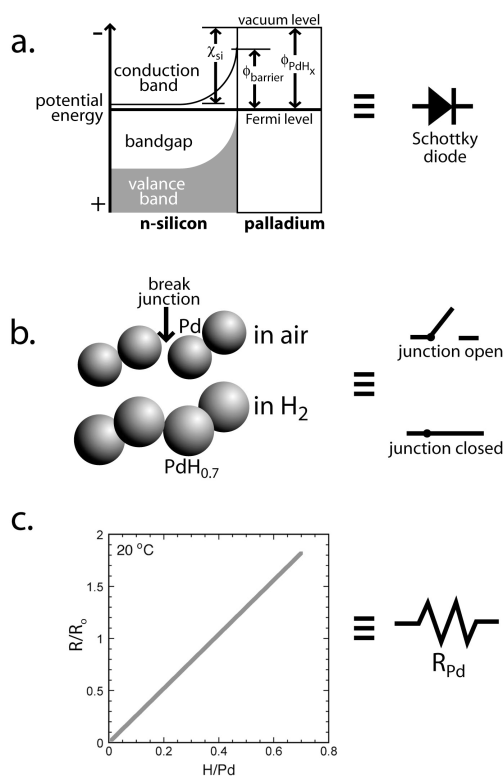 a.
−
vacuum level
χsi
conduction
band
ϕbarrier
ϕPdHx
potential
energy
Fermi level
bandgap
valance
band
+
n-silicon
palladium
≡
Schottky
diode
b.
break
junction
Pd
in air
in H2
PdH0.7
≡
junction open
junction closed
c.
20 °C
R/Ro
2
1.5
1
0.5
0
0 0.2 0.4 0.6 0.8
H/Pd
≡
RPd